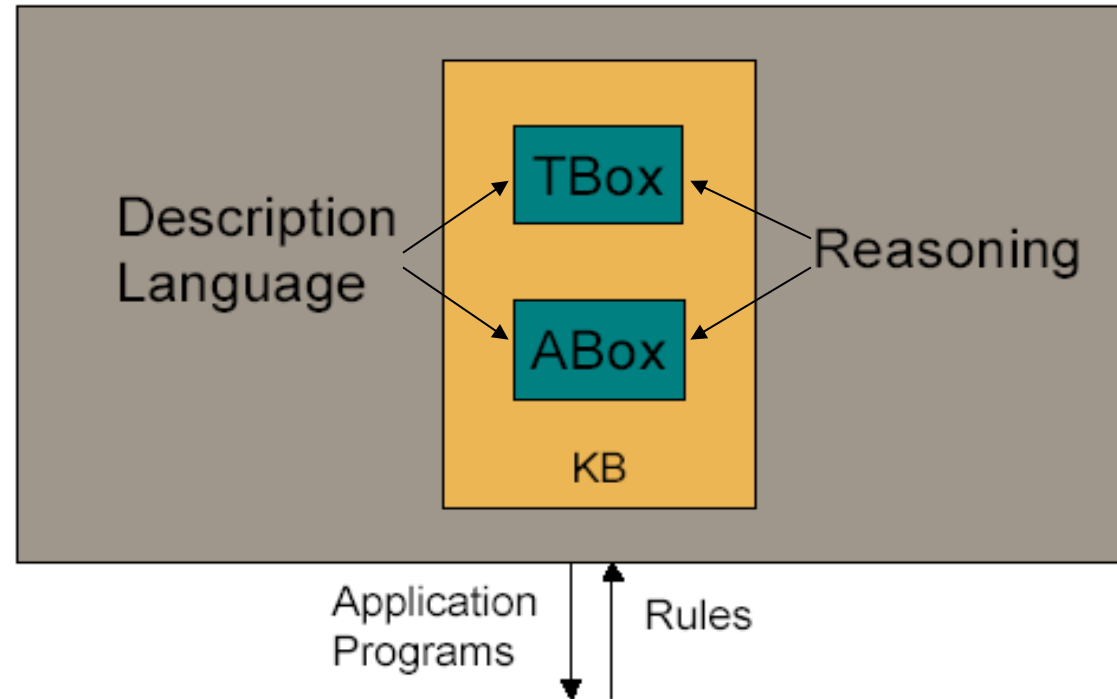 TBox
Description
Language
Reasoning
ABox
KB
Application
Programs
Rules